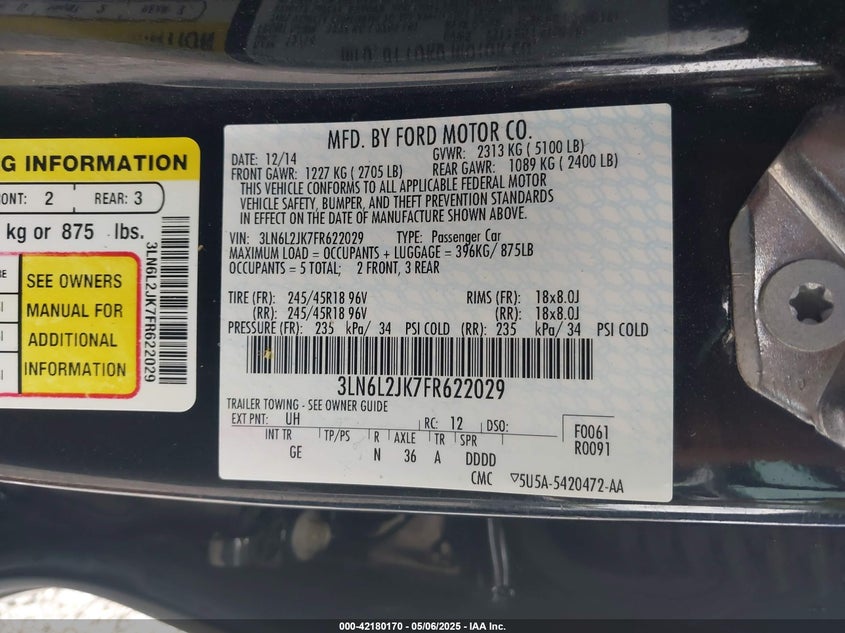 G INFORMATION
ONT: 2 REAR: 3
kg or 875 lbs.
SEE OWNERS
MANUAL FOR
ADDITIONAL
INFORMATION
3LN6L2JK7FR622029
MFD. BY FORD MOTOR CO.
DATE: 12/14 GVWR: 2313 KG ( 5100 LB)
FRONT GAWR: 1227 KG ( 2705 LB) REAR GAWR: 1089 KG ( 2400 LB)
THIS VEHICLE CONFORMS TO ALL APPLICABLE FEDERAL MOTOR
VEHICLE SAFETY, BUMPER, AND THEFT PREVENTION STANDARDS
IN EFFECT ON THE DATE OF MANUFACTURE SHOWN ABOVE.
VIN: 3LN6L2JK7FR622029 TYPE: Passenger Car
MAXIMUM LOAD = OCCUPANTS + LUGGAGE = 396KG/ 875LB
OCCUPANTS = 5 TOTAL; 2 FRONT, 3 REAR
TIRE (FR): 245/45R18 96V RIMS (FR): 18x8.0J
(RR): 245/45R18 96V (RR): 18x8.0J
PRESSURE (FR): 235 kPa/ 34 PSI COLD (RR): 235 kPa/ 34 PSI COLD
3LN6L2JK7FR622029
TRAILER TOWING - SEE OWNER GUIDE
EXT PNT: UH RC: 12 DSO: F0061
INT TR TP/PS R AXLE TR SPR R0091
GE N 36 A DDDD
CMC ▽5U5A-5420472-AA
000-42180170 - 05/06/2025 - IAA Inc.